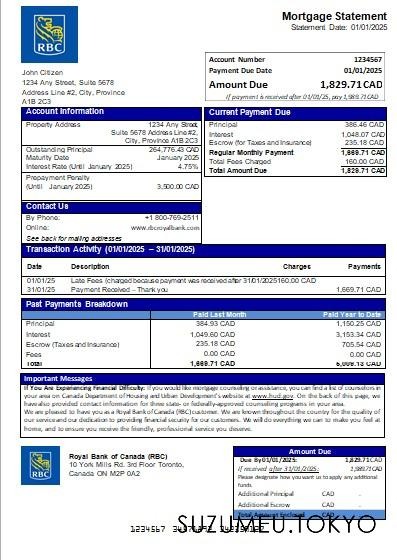 Mortgage Statement
Statement Date: 01/01/2025
RBC
Account Number 1234567
Payment Due Date 01/01/2025
Amount Due 1,829.71CAD
If payment is received after 01/01/25, pay 1,989.71CAD
John Citizen
1234 Any Street, Suite 5678
Address Line #2, City, Province
A1B 2C3
Account Information
Property Address 1234 Any Street,
Suite 5678 Address Line #2,
City, Province A1B 2C3
Outstanding Principal 264,776.43 CAD
Maturity Date January 2025
Interest Rate (Until January 2025) 4.75%
Prepayment Penalty
(Until January 2025) 3,500.00 CAD
Current Payment Due
Principal 386.46 CAD
Interest 1,048.07 CAD
Escrow (for Taxes and Insurance) 235.18 CAD
Regular Monthly Payment 1,669.71 CAD
Total Fees Charged 160.00 CAD
Total Amount Due 1,829.71 CAD
Contact Us
By Phone: +1 800-769-2511
Online: www.rbcroyalbank.com
See back for mailing addresses
Transaction Activity (01/01/2025 – 31/01/2025)
Date Description Charges Payments
01/01/25 Late Fees (charged because payment was received after 31/01/2025160,00 CAD
31/01/25 Payment Received – Thank you 1,669.71 CAD
Past Payments Breakdown
Paid Last Month Paid Year to Date
Principal 384.93 CAD 1,150.25 CAD
Interest 1,049.60 CAD 3,153.34 CAD
Escrow (Taxes and Insurance) 235.18 CAD 705.54 CAD
Fees 0.00 CAD 0.00 CAD
Total 1,669.71 CAD 5,009.13 CAD
Important Messages
If You Are Experiencing Financial Difficulty: If you would like mortgage counseling or assistance, you can find a list of counselors in
your area on Canada Department of Housing and Urban Development's website at www.hud.gov. On the back of this page, we
have also provided contact information for three state- or federally-approved counseling programs in your area.
We are pleased to have you as Royal Bank of Canada (RBC) customer. We are known throughout the country for the quality of
our service and our dedication to providing financial security for our customers. We will do everything we can to make you feel at
home, and to ensure you receive the friendly, professional service you deserve.
RBC
Royal Bank of Canada (RBC)
10 York Mills Rd. 3rd Floor Toronto,
Canada ON M2P 0A2
Amount Due
Due By 01/01/2025: 1,829.71CAD
If received after 31/01/2025: 1,989.71CAD
Please designate how you want us to apply any additional
funds.
Additional Principal CAD
Additional Escrow CAD
Total Amount Enclosed CAD
SUZUMEU.TOKYO
1234567